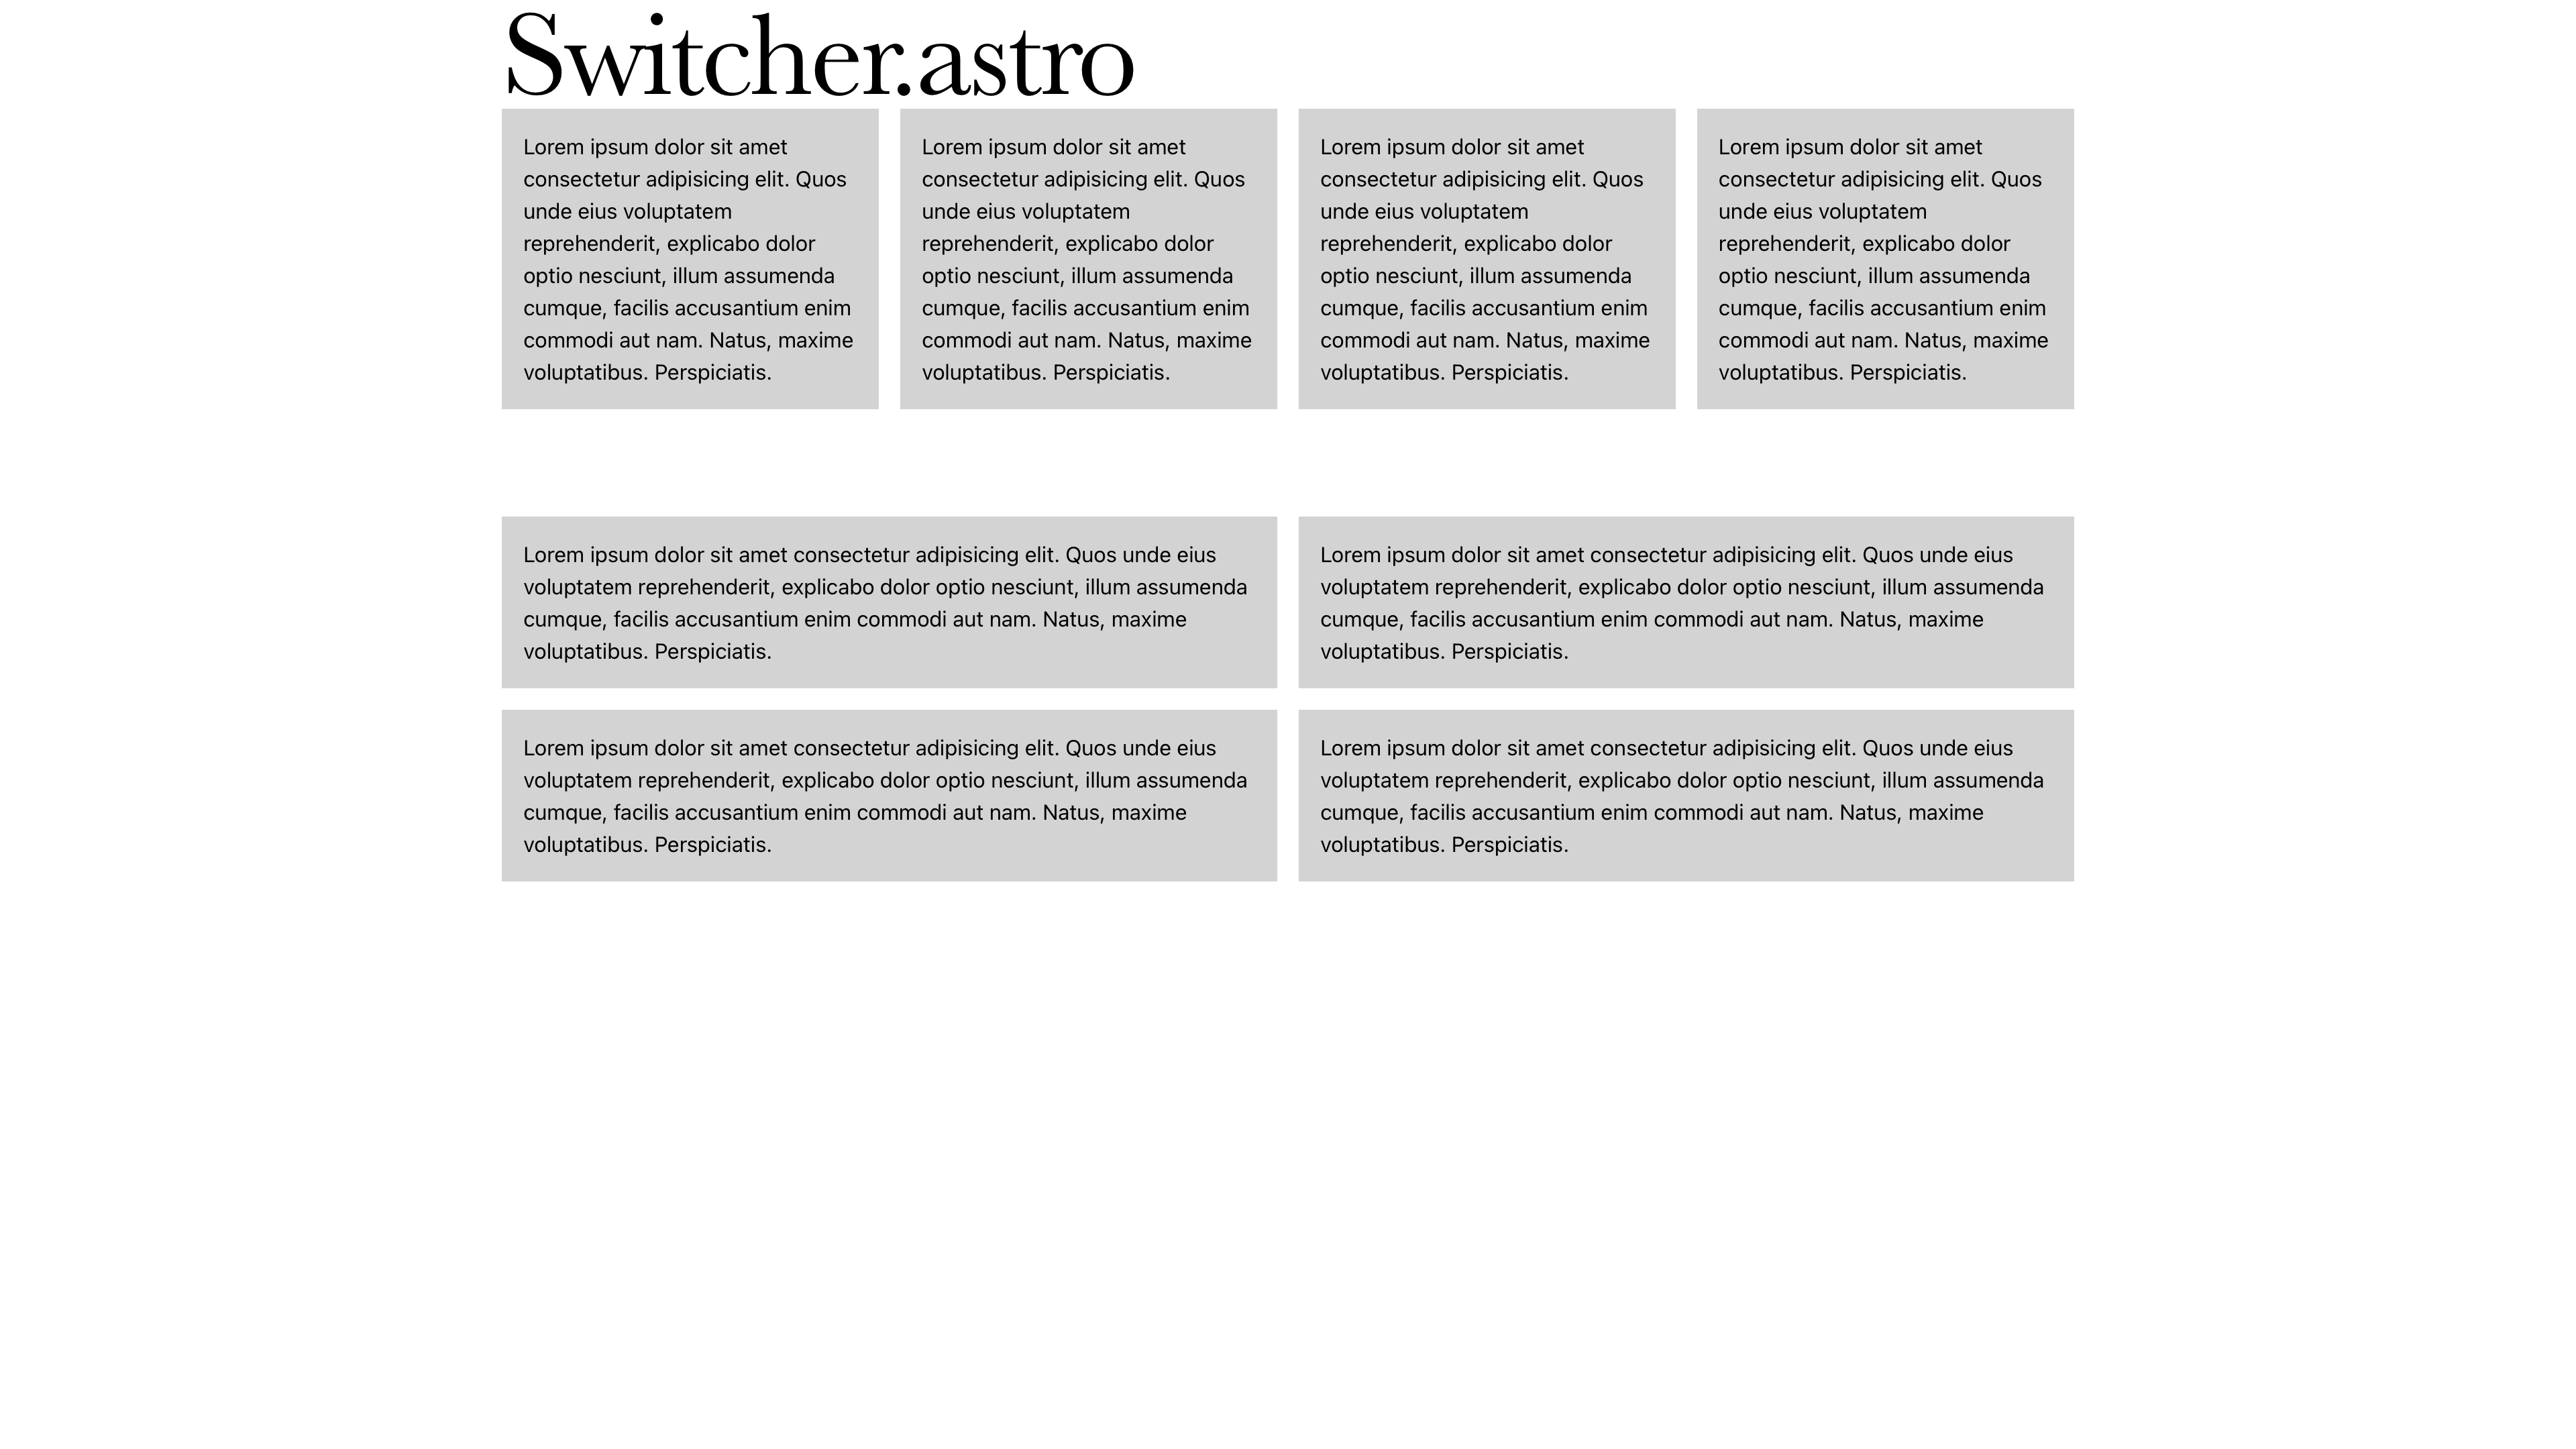 Switcher.astro
Lorem ipsum dolor sit amet
consectetur adipisicing elit. Quos
unde eius voluptatem
reprehenderit, explicabo dolor
optio nesciunt, illum assumenda
cumque, facilis accusantium enim
commodi aut nam. Natus, maxime
voluptatibus. Perspiciatis.
Lorem ipsum dolor sit amet
consectetur adipisicing elit. Quos
unde eius voluptatem
reprehenderit, explicabo dolor
optio nesciunt, illum assumenda
cumque, facilis accusantium enim
commodi aut nam. Natus, maxime
voluptatibus. Perspiciatis.
Lorem ipsum dolor sit amet
consectetur adipisicing elit. Quos
unde eius voluptatem
reprehenderit, explicabo dolor
optio nesciunt, illum assumenda
cumque, facilis accusantium enim
commodi aut nam. Natus, maxime
voluptatibus. Perspiciatis.
Lorem ipsum dolor sit amet
consectetur adipisicing elit. Quos
unde eius voluptatem
reprehenderit, explicabo dolor
optio nesciunt, illum assumenda
cumque, facilis accusantium enim
commodi aut nam. Natus, maxime
voluptatibus. Perspiciatis.
Lorem ipsum dolor sit amet consectetur adipisicing elit. Quos unde eius
voluptatem reprehenderit, explicabo dolor optio nesciunt, illum assumenda
cumque, facilis accusantium enim commodi aut nam. Natus, maxime
voluptatibus. Perspiciatis.
Lorem ipsum dolor sit amet consectetur adipisicing elit. Quos unde eius
voluptatem reprehenderit, explicabo dolor optio nesciunt, illum assumenda
cumque, facilis accusantium enim commodi aut nam. Natus, maxime
voluptatibus. Perspiciatis.
Lorem ipsum dolor sit amet consectetur adipisicing elit. Quos unde eius
voluptatem reprehenderit, explicabo dolor optio nesciunt, illum assumenda
cumque, facilis accusantium enim commodi aut nam. Natus, maxime
voluptatibus. Perspiciatis.
Lorem ipsum dolor sit amet consectetur adipisicing elit. Quos unde eius
voluptatem reprehenderit, explicabo dolor optio nesciunt, illum assumenda
cumque, facilis accusantium enim commodi aut nam. Natus, maxime
voluptatibus. Perspiciatis.